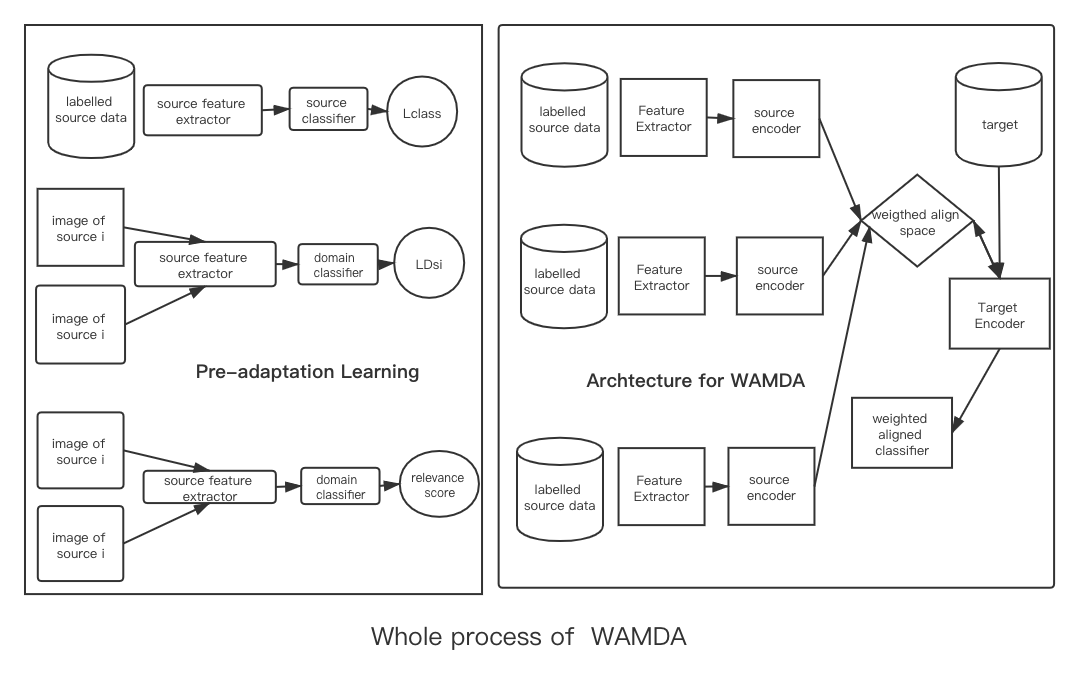 labelled
source data
source feature
extractor
source
classifier
Lclass
image of
source i
source feature
extractor
domain
classifier
LDsi
image of
source i
Pre-adaptation Learning
image of
source i
source feature
extractor
domain
classifier
relevance
score
image of
source i
labelled
source data
Feature
Extractor
source
encoder
target
weigthed align
space
labelled
source data
Feature
Extractor
source
encoder
Target
Encoder
Archtecture for WAMDA
weighted
aligned
classifier
labelled
source data
Feature
Extractor
source
encoder
Whole process of WAMDA